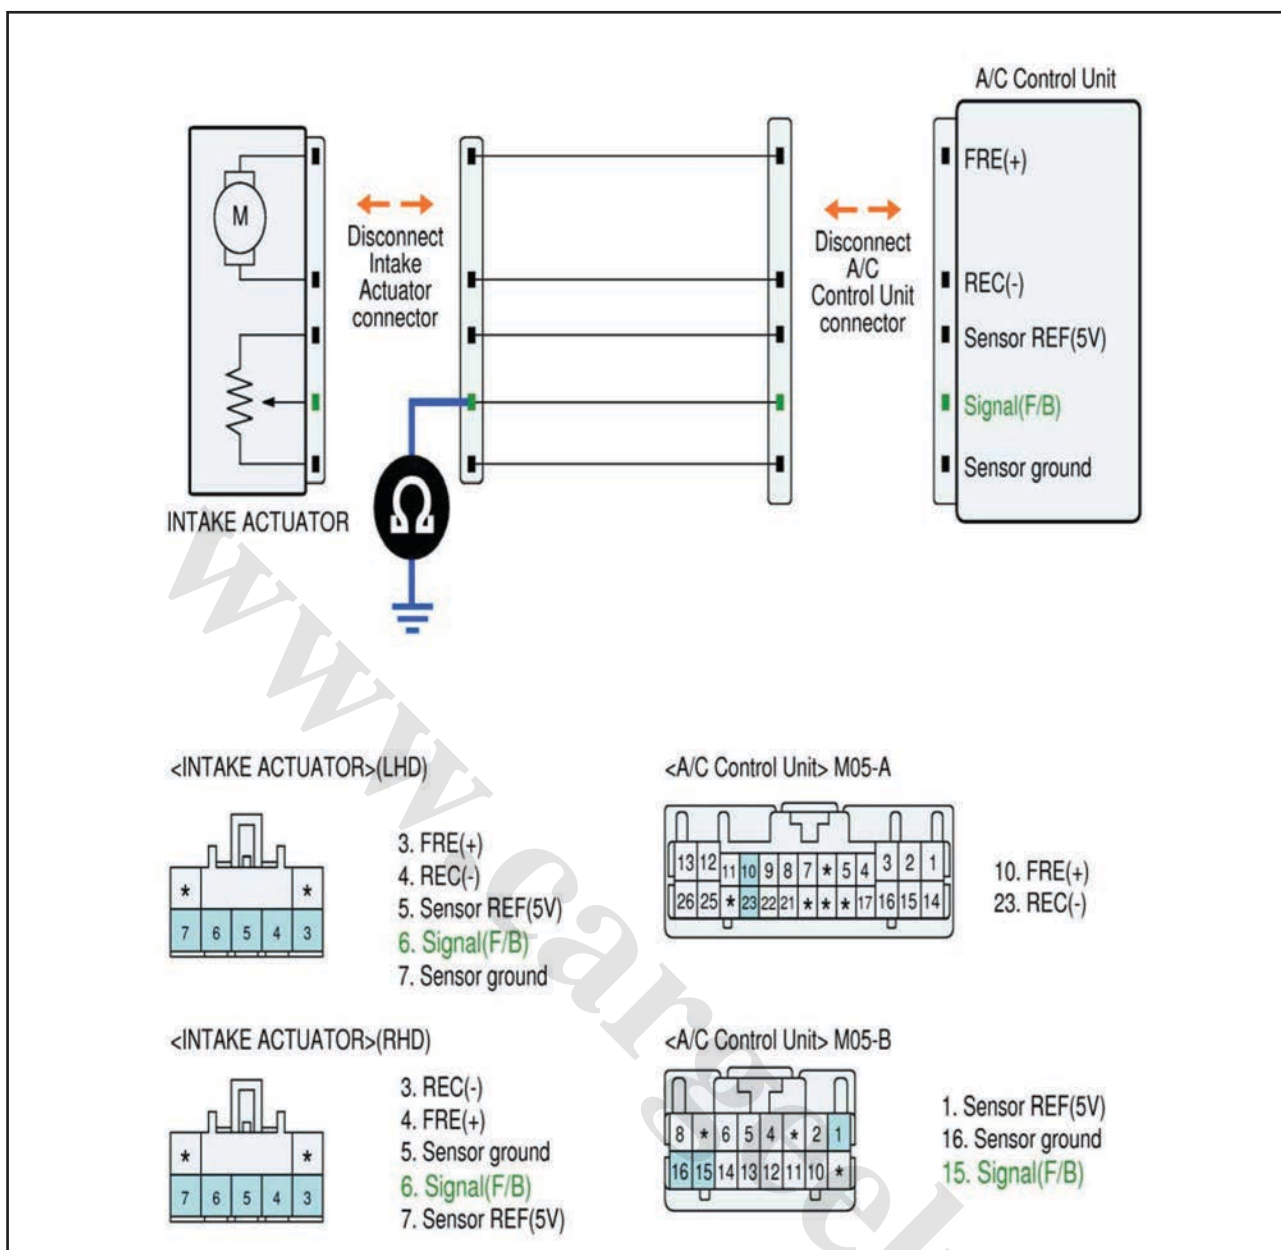 A/C Control Unit
FRE(+)
M
Disconnect
Intake
Actuator
connector
Disconnect
A/C
Control Unit
connector
REC(-)
Sensor REF(5V)
Signal(F/B)
Sensor ground
INTAKE ACTUATOR
Ω
<INTAKE ACTUATOR>(LHD)
* *
7 6 5 4 3
3. FRE(+)
4. REC(-)
5. Sensor REF(5V)
6. Signal(F/B)
7. Sensor ground
<A/C Control Unit> M05-A
13 12 11 10 9 8 7 * 5 4 3 2 1
26 25 * 23 22 21 * * * 17 16 15 14
10. FRE(+)
23. REC(-)
<INTAKE ACTUATOR>(RHD)
* *
7 6 5 4 3
3. REC(-)
4. FRE(+)
5. Sensor ground
6. Signal(F/B)
7. Sensor REF(5V)
<A/C Control Unit> M05-B
8 * 6 5 4 * 2 1
16 15 14 13 12 11 10 *
1. Sensor REF(5V)
16. Sensor ground
15. Signal(F/B)